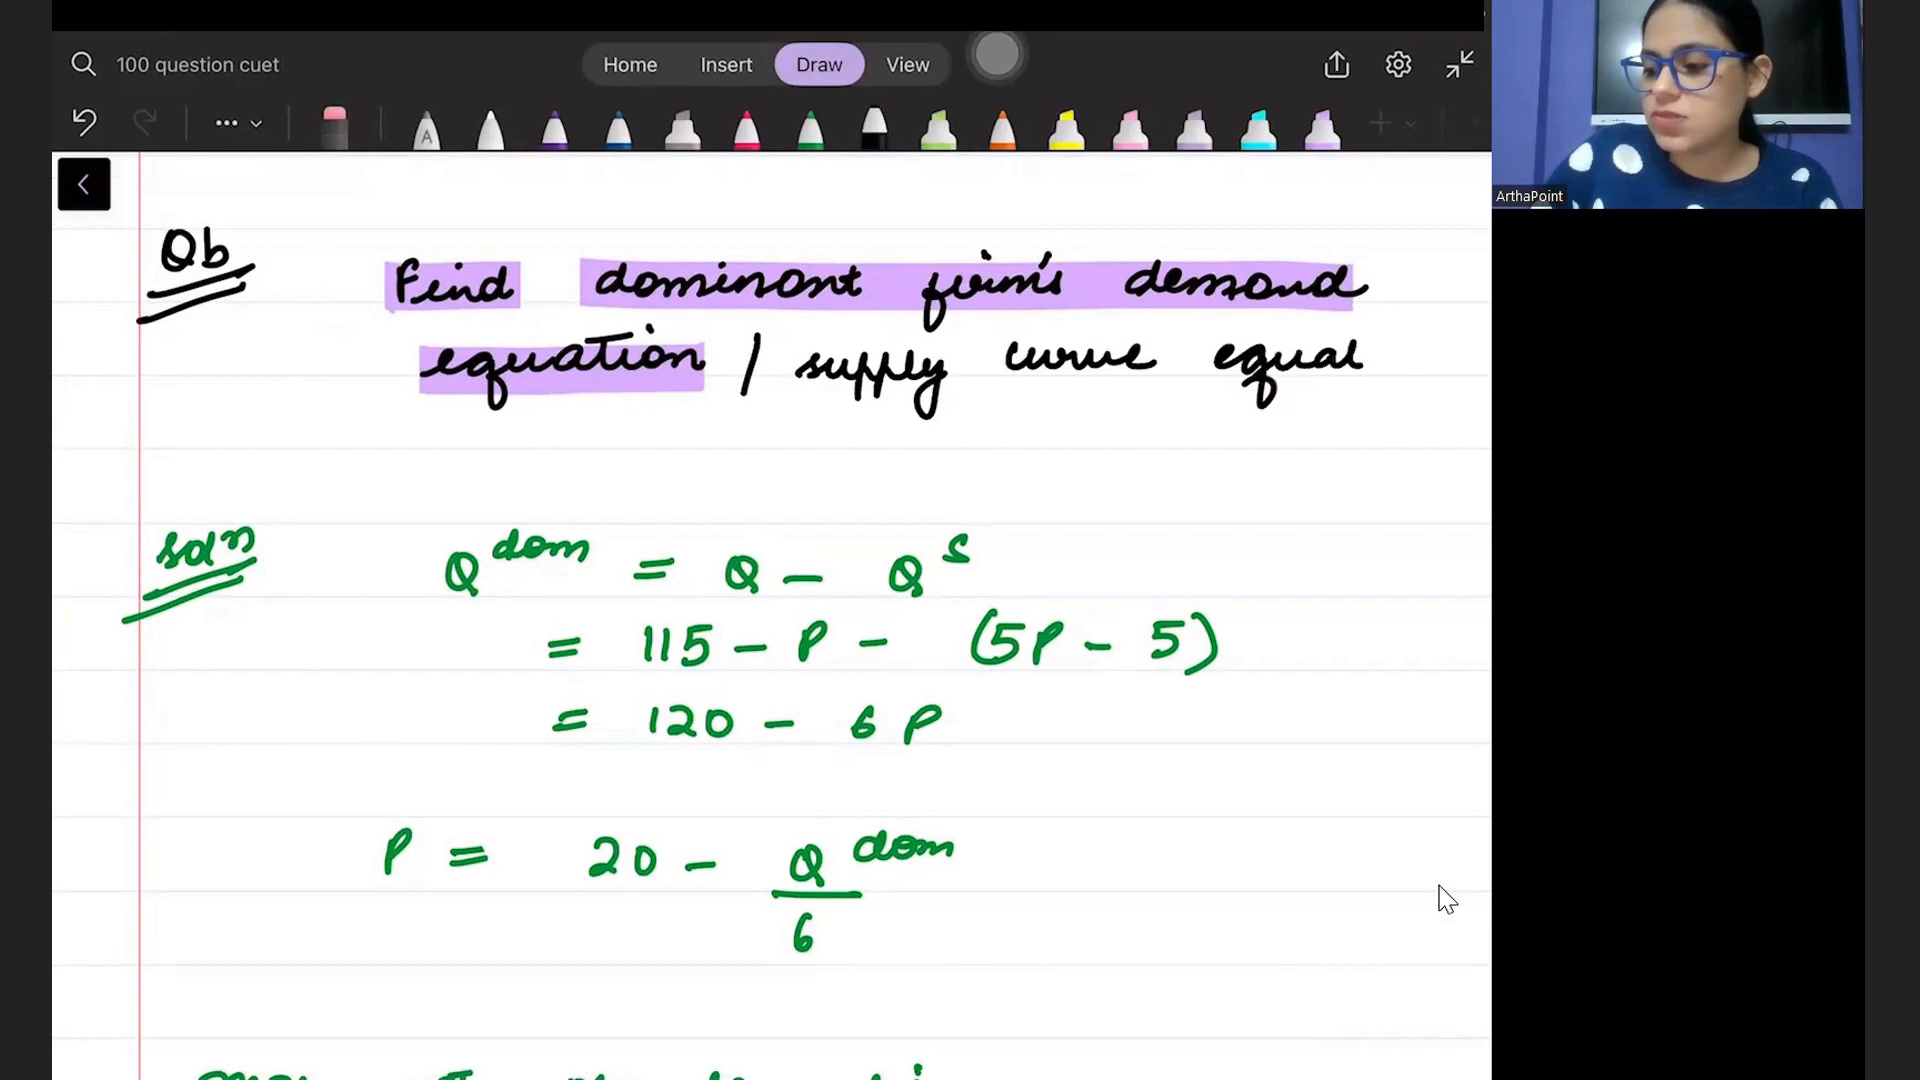 100 question cuet
Home Insert Draw View
A
ArthaPoint
Qb
Find dominant firm's demand
equation / supply curve equal
soln
Q^dom = Q - Q^s
= 115 - P - (5P - 5)
= 120 - 6P
P = 20 - Q^dom
6